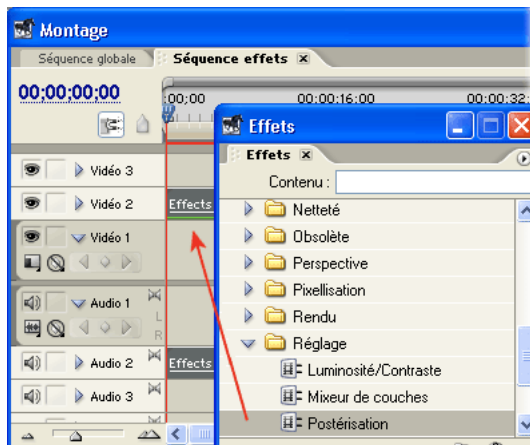 Montage
Séquence globale
Séquence effets
00;00;00;00
;00;00
00:00:16:00
00:00:32:
Effets
Effets
Contenu :
Vidéo 3
Vidéo 2
Effects
Netteté
Vidéo 1
Obsolète
Perspective
Pixellisation
Audio 1
L
R
Rendu
Réglage
Audio 2
Effects
Luminosité/Contraste
Audio 3
Mixeur de couches
Postérisation